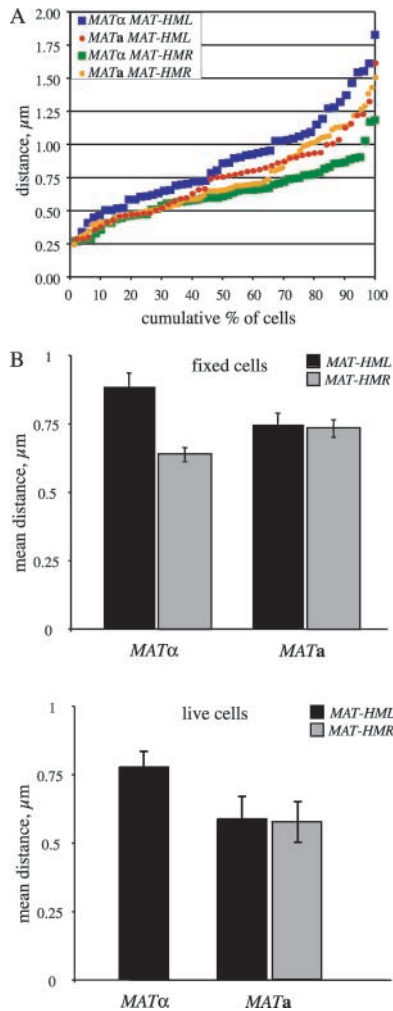 A
2.00
1.75
1.50
1.25
1.00
0.75
0.50
0.25
0.00
distance, µm
MATα MAT-HML
MATa MAT-HML
MATα MAT-HMR
MATa MAT-HMR
0 10 20 30 40 50 60 70 80 90 100
cumulative % of cells
B
fixed cells
MAT-HML
MAT-HMR
1
0.75
0.5
0.25
0
mean distance, µm
MATα MATa
live cells
MAT-HML
MAT-HMR
1
0.75
0.5
0.25
0
mean distance, µm
MATα MATa